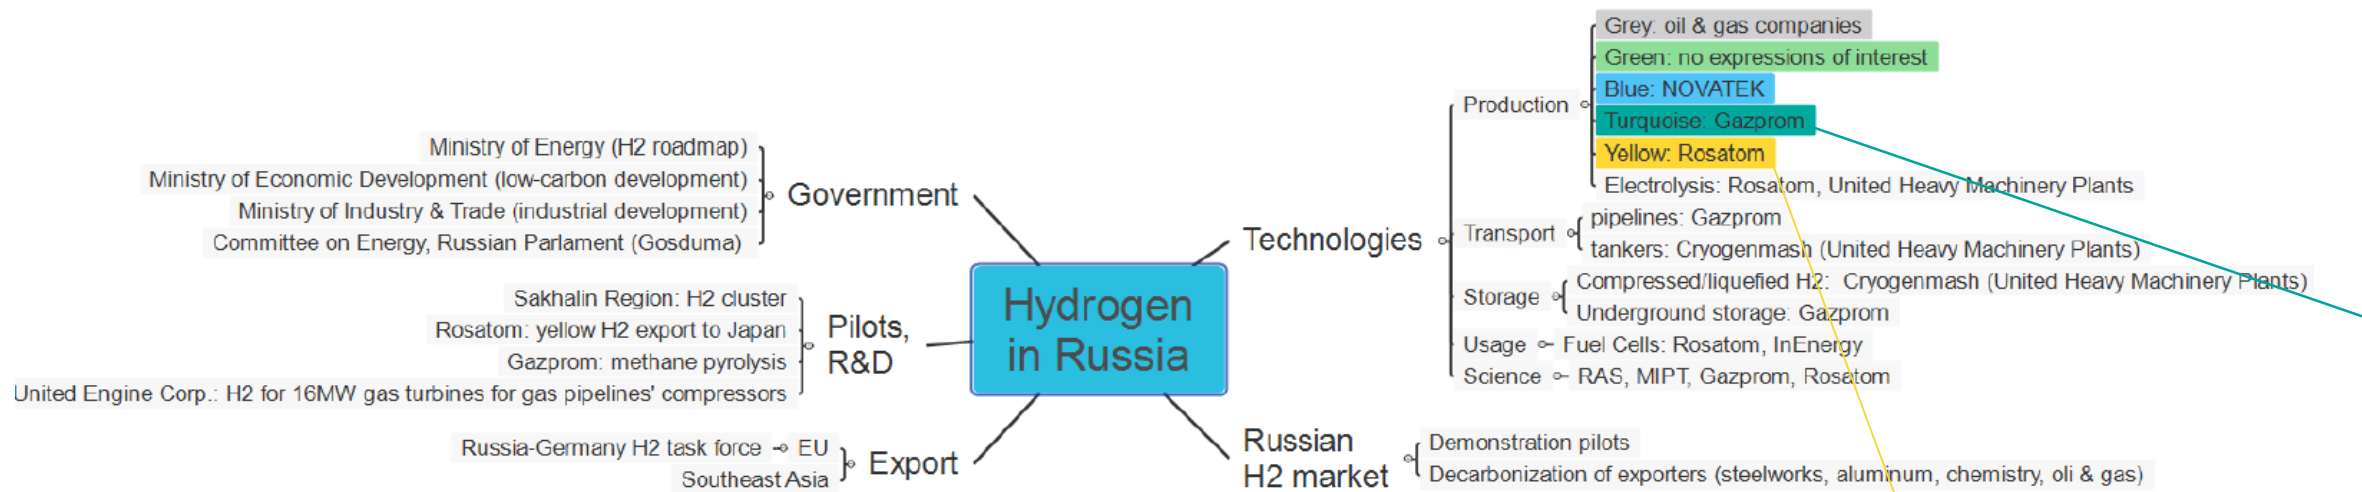 Hydrogen
in Russia
Government
Ministry of Energy (H2 roadmap)
Ministry of Economic Development (low-carbon development)
Ministry of Industry & Trade (industrial development)
Committee on Energy, Russian Parlament (Gosduma)
Pilots,
R&D
Sakhalin Region: H2 cluster
Rosatom: yellow H2 export to Japan
Gazprom: methane pyrolysis
United Engine Corp.: H2 for 16MW gas turbines for gas pipelines' compressors
Export
EU
Russia-Germany H2 task force
Southeast Asia
Technologies
Production
Grey: oil & gas companies
Green: no expressions of interest
Blue: NOVATEK
Turquoise: Gazprom
Yellow: Rosatom
Electrolysis: Rosatom, United Heavy Machinery Plants
Transport
pipelines: Gazprom
tankers: Cryogenmash (United Heavy Machinery Plants)
Storage
Compressed/liquefied H2: Cryogenmash (United Heavy Machinery Plants)
Underground storage: Gazprom
Usage
Fuel Cells: Rosatom, InEnergy
Science
RAS, MIPT, Gazprom, Rosatom
Russian
H2 market
Demonstration pilots
Decarbonization of exporters (steelworks, aluminum, chemistry, oli & gas)